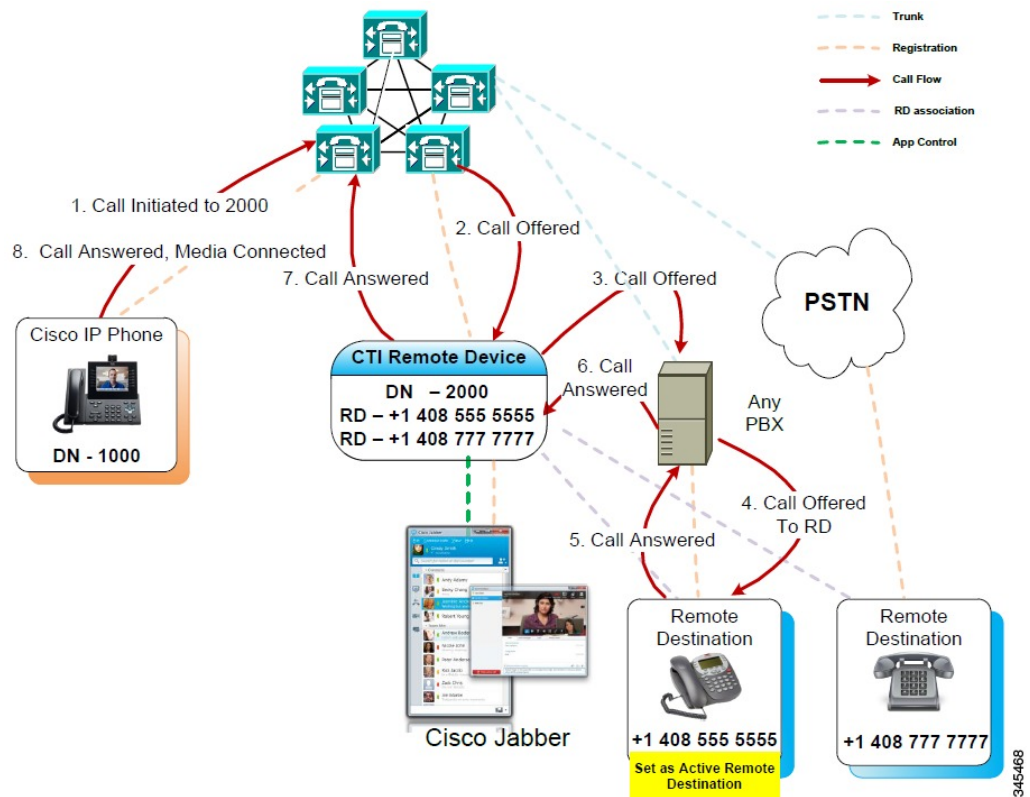 Trunk
Registration
Call Flow
RD association
App Control
1. Call Initiated to 2000
2. Call Offered
8. Call Answered, Media Connected
7. Call Answered
3. Call Offered
PSTN
Cisco IP Phone
DN - 1000
CTI Remote Device
DN – 2000
RD – +1 408 555 5555
RD – +1 408 777 7777
6. Call
Answered
Any
PBX
4. Call Offered
To RD
5. Call Answered
Cisco Jabber
Andy Adams
Cisco Jabber
Remote
Destination
+1 408 555 5555
Set as Active Remote
Destination
Remote
Destination
+1 408 777 7777
345468